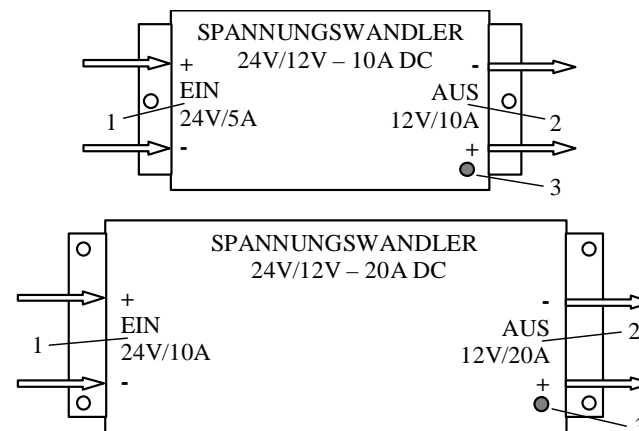 SPANNUNGSWANDLER
24V/12V – 10A DC
+ -
EIN AUS
1 24V/5A 12V/10A 2
- +
3
SPANNUNGSWANDLER
24V/12V – 20A DC
+ -
EIN AUS
1 24V/10A 12V/20A 2
- +